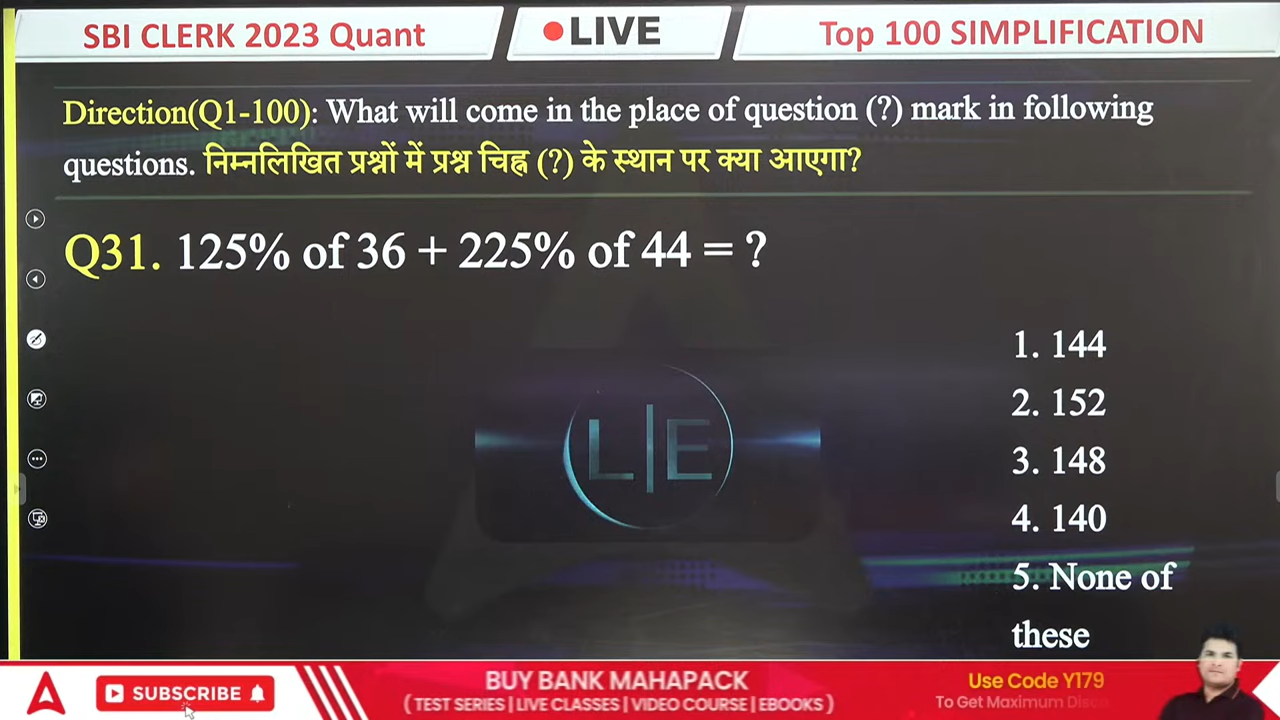 SBI CLERK 2023 Quant
LIVE
Top 100 SIMPLIFICATION
Direction(Q1-100): What will come in the place of question (?) mark in following
questions. निम्नलिखित प्रश्नों में प्रश्न चिह्न (?) के स्थान पर क्या आएगा?
Q31. 125% of 36 + 225% of 44 = ?
1. 144
2. 152
3. 148
4. 140
5. None of
these
L|E
SUBSCRIBE
BUY BANK MAHAPACK
( TEST SERIES | LIVE CLASSES | VIDEO COURSE | EBOOKS )
Use Code Y179
To Get Maximum